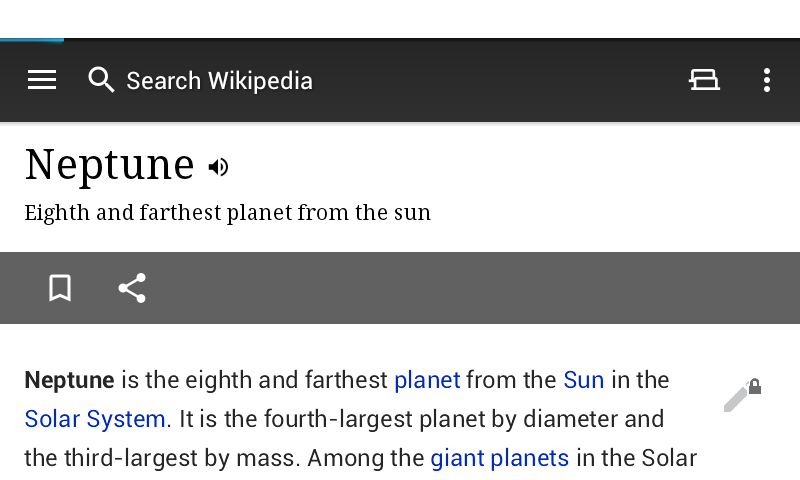 Search Wikipedia
Neptune
Eighth and farthest planet from the sun
Neptune is the eighth and farthest planet from the Sun in the
Solar System. It is the fourth-largest planet by diameter and
the third-largest by mass. Among the giant planets in the Solar